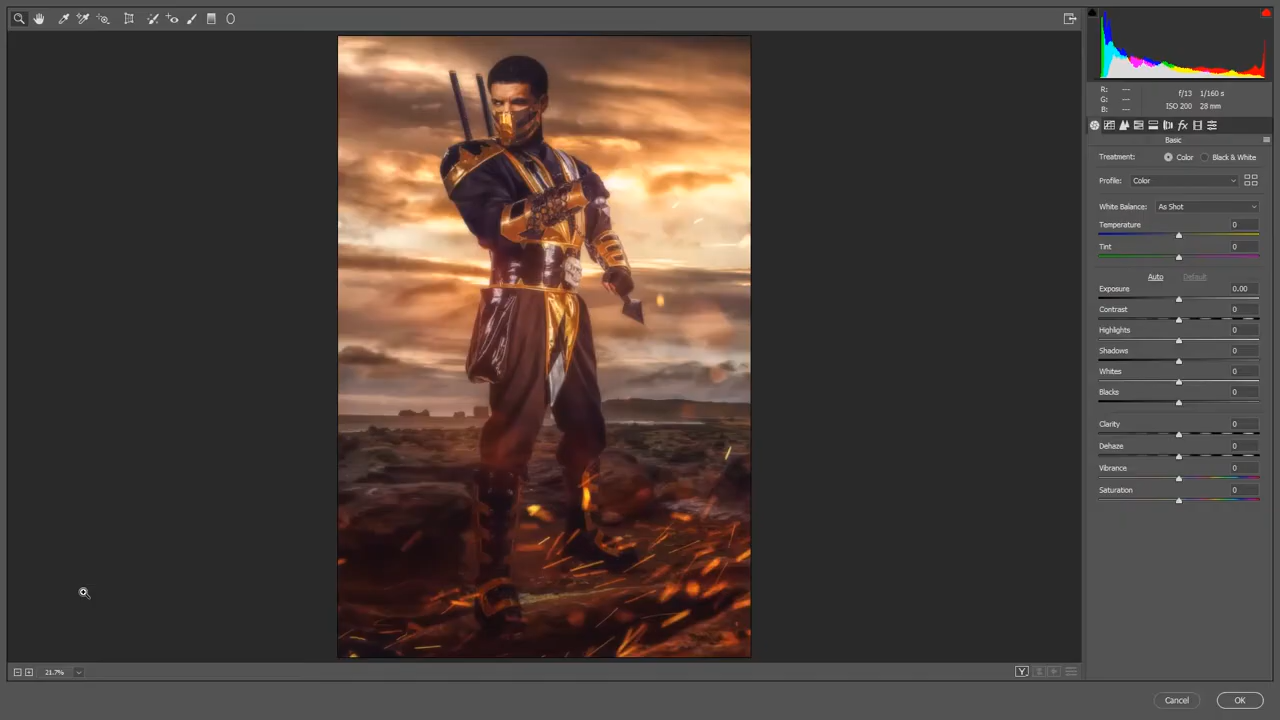 R: ---
G: ---
B: ---
f/13 1/160 s
ISO 200 28 mm
Basic
Treatment: Color Black & White
Profile: Color
White Balance: As Shot
Temperature 0
Tint 0
Auto Default
Exposure 0.00
Contrast 0
Highlights 0
Shadows 0
Whites 0
Blacks 0
Clarity 0
Dehaze 0
Vibrance 0
Saturation 0
21.7% Y
Cancel OK